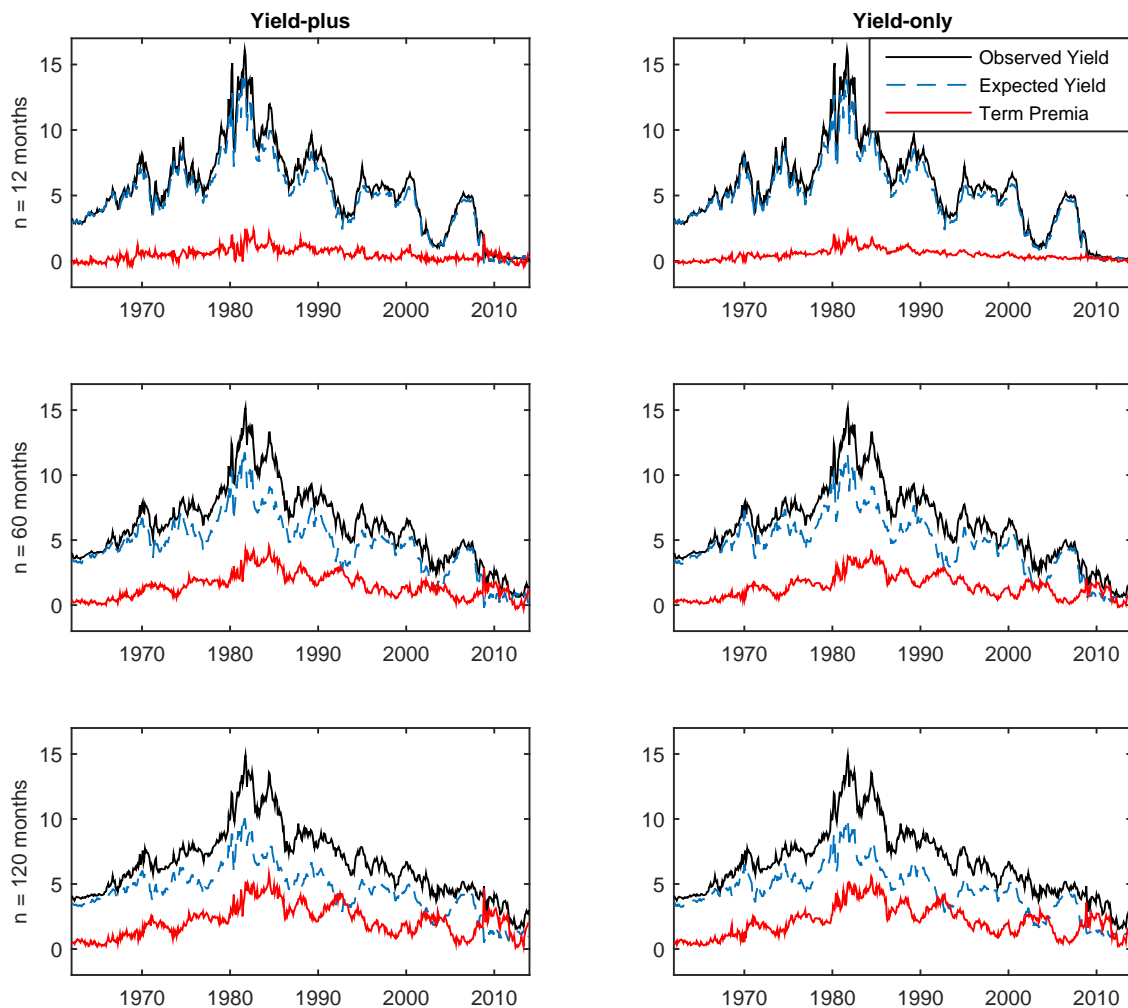 Yield-plus
Yield-only
n = 12 months
15
10
5
0
1970 1980 1990 2000 2010
15
10
5
0
1970 1980 1990 2000 2010
Observed Yield
Expected Yield
Term Premia
n = 60 months
15
10
5
0
1970 1980 1990 2000 2010
15
10
5
0
1970 1980 1990 2000 2010
n = 120 months
15
10
5
0
1970 1980 1990 2000 2010
15
10
5
0
1970 1980 1990 2000 2010